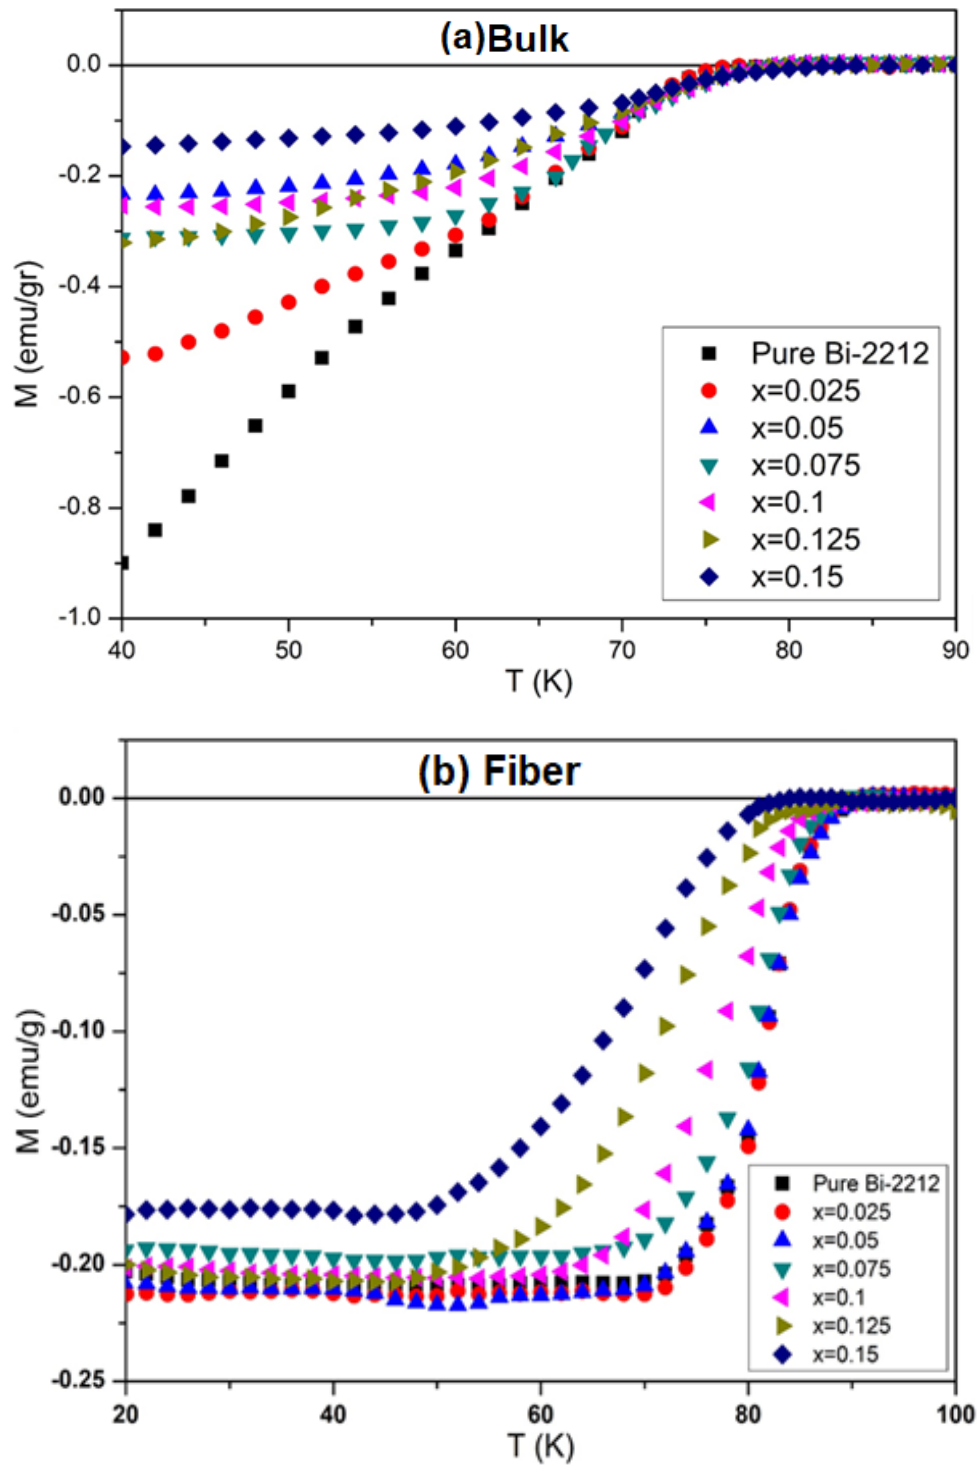 (a)Bulk
0.0
-0.2
-0.4
-0.6
-0.8
-1.0
M (emu/gr)
40
50
60
70
80
90
T (K)
Pure Bi-2212
x=0.025
x=0.05
x=0.075
x=0.1
x=0.125
x=0.15
(b) Fiber
0.00
-0.05
-0.10
-0.15
-0.20
-0.25
M (emu/g)
20
40
60
80
100
T (K)
Pure Bi-2212
x=0.025
x=0.05
x=0.075
x=0.1
x=0.125
x=0.15